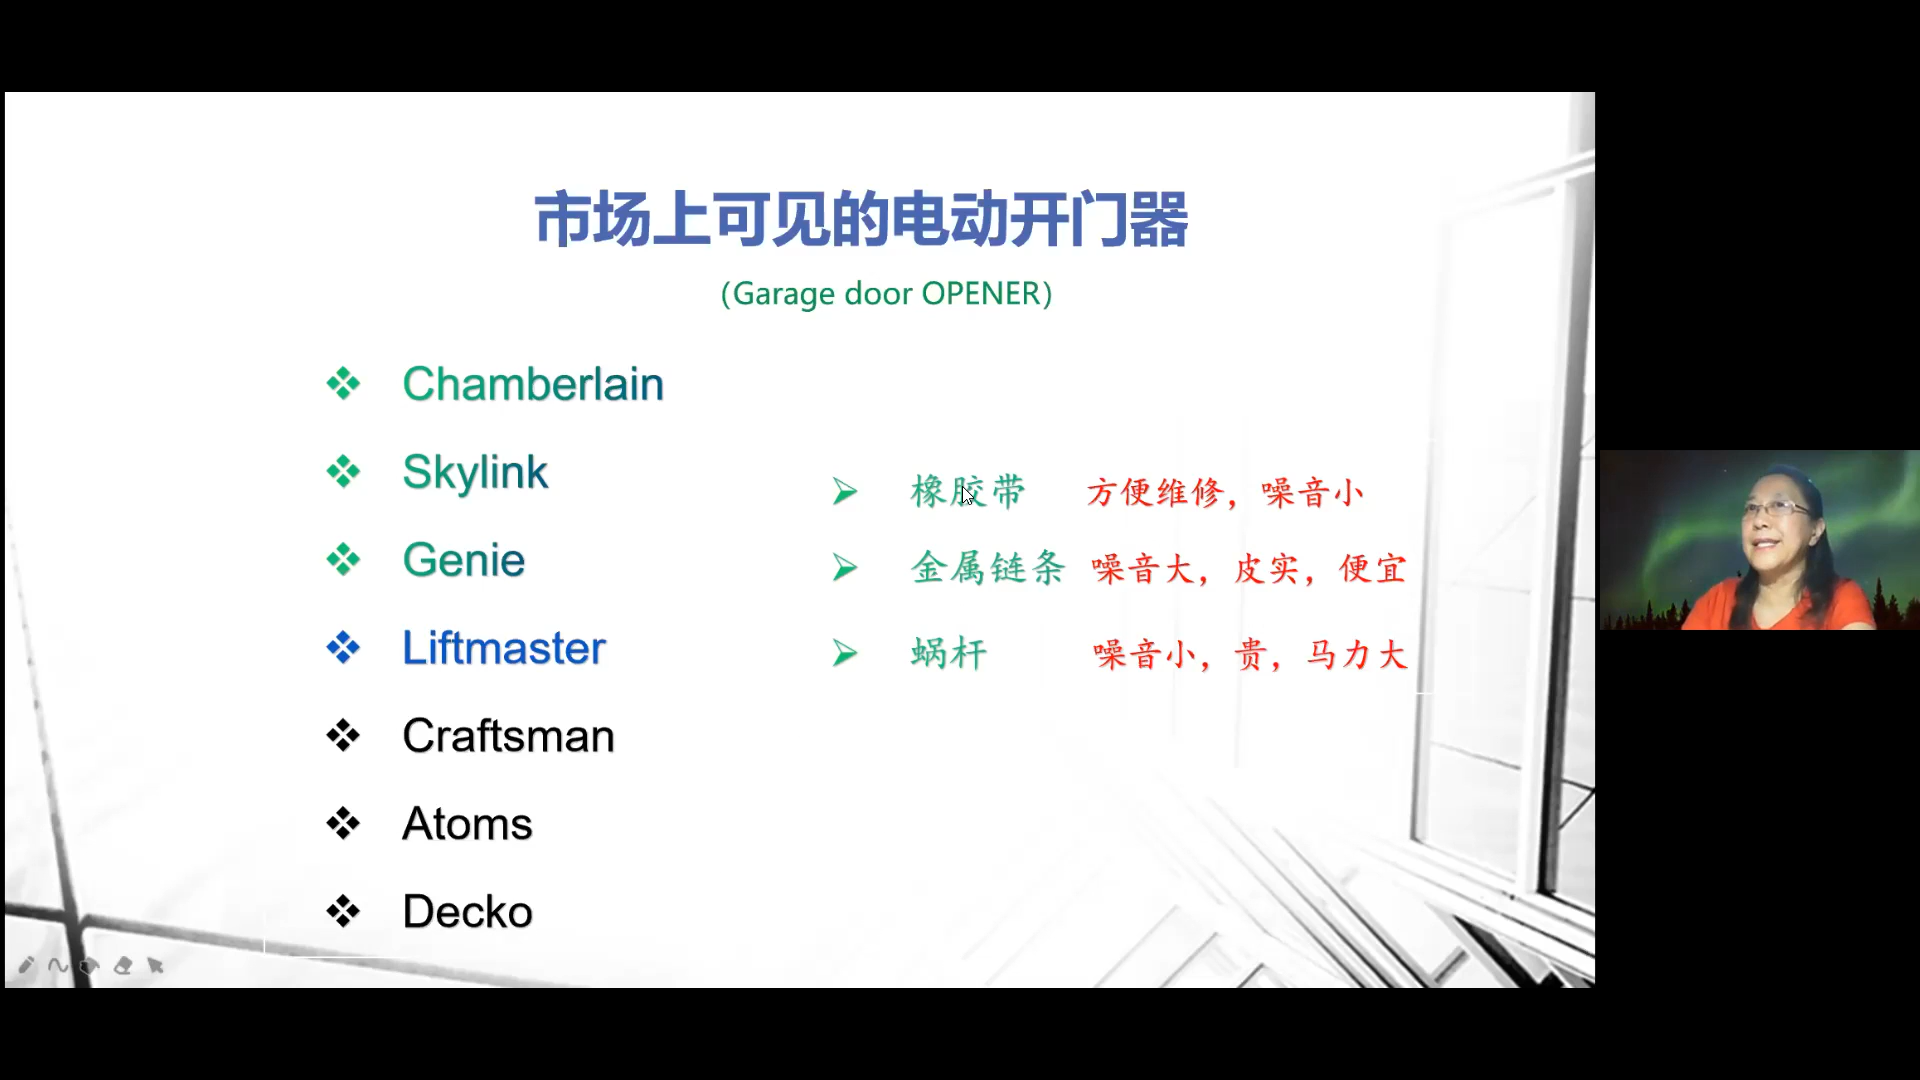 市场上可见的电动开门器
（Garage door OPENER）
Chamberlain
Skylink
Genie
Liftmaster
Craftsman
Atoms
Decko
橡胶带 方便维修，噪音小
金属链条 噪音大，皮实，便宜
蜗杆 噪音小，贵，马力大